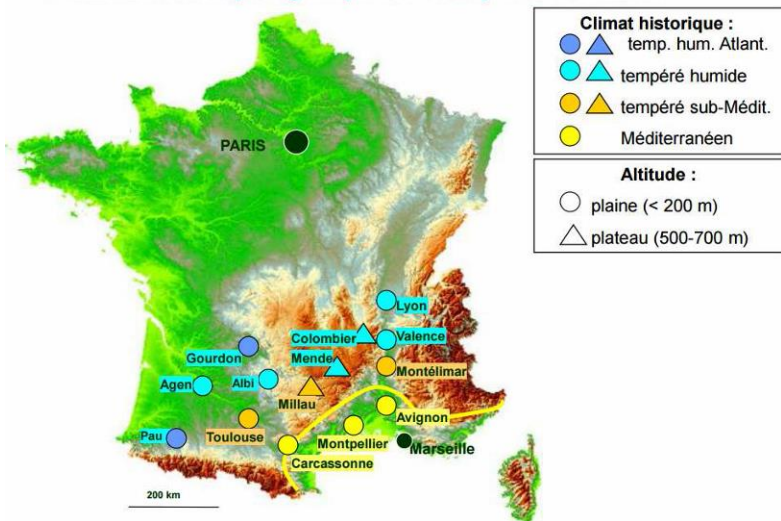 Climat historique :
temp. hum. Atlant.
tempéré humide
tempéré sub-Médit.
Méditerranéen
Altitude :
plaine (< 200 m)
plateau (500-700 m)
PARIS
Lyon
Colombier
Valence
Gourdon
Mende
Montélimar
Agen
Albi
Millau
Avignon
Toulouse
Pau
Montpellier
Marseille
Carcassonne
200 km